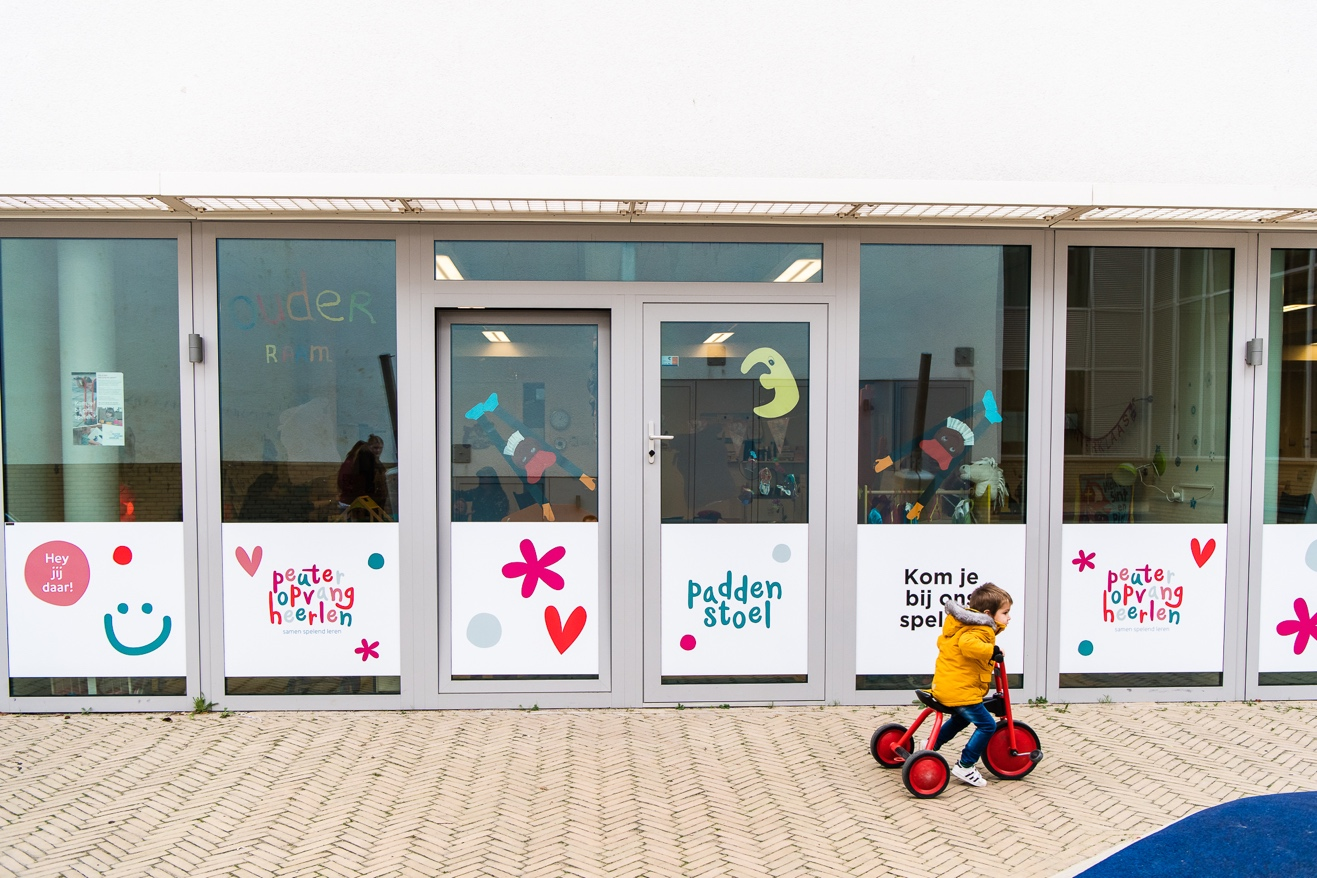 ouder
RAAM
Hey
jij
daar!
peuter
opvang
heerlen
samen spelend leren
padden
stoel
Kom je
bij ons
peuter
opvang
heerlen
samen spelend leren